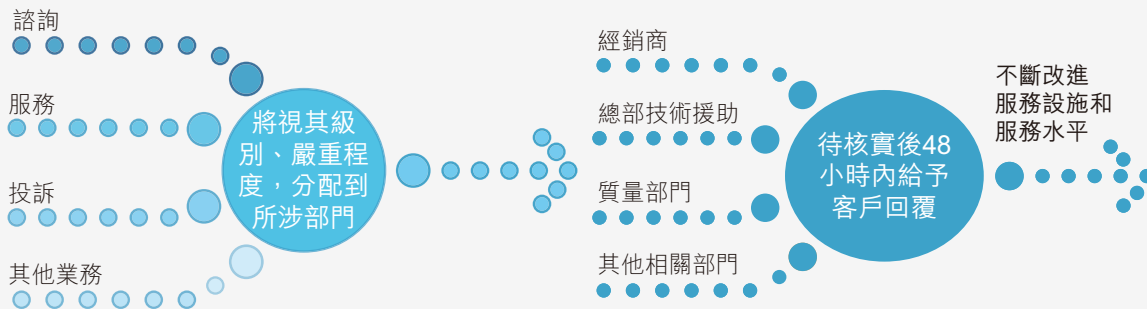 諮詢
服務
投訴
其他業務
將視其級
別、嚴重程
度，分配到
所涉部門
經銷商
總部技術援助
質量部門
其他相關部門
待核實後48
小時內給予
客戶回覆
不斷改進
服務設施和
服務水平